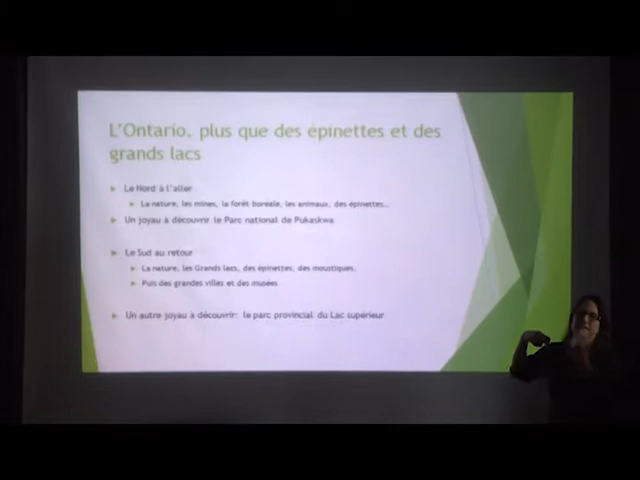 L'Ontario, plus que des épinettes et des
grands lacs
Le Nord à l'aller
La nature, les mines, la forêt boréale, les animaux, des épinettes…
Un joyau à découvrir le Parc national de Pukaskwa
Le Sud au retour
La nature, les Grands lacs, des épinettes, des moustiques,
Puis des grandes villes et des musées
Un autre joyau à découvrir: le parc provincial du Lac supérieur